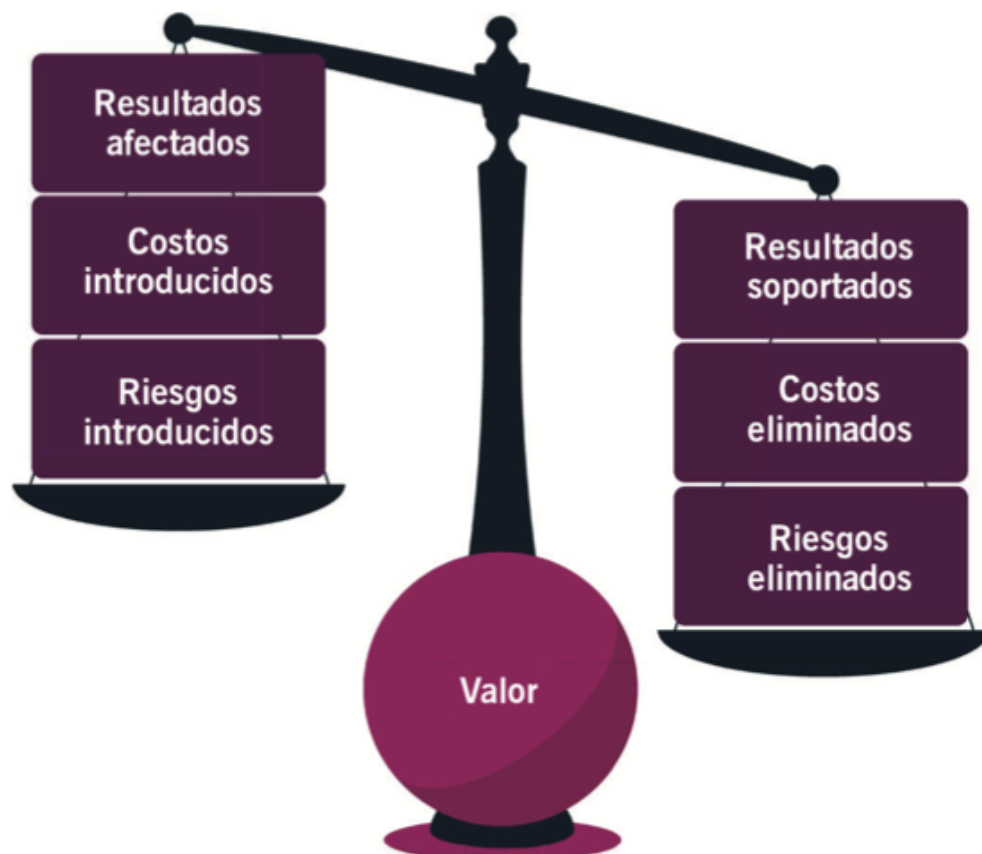 Resultados
afectados
Costos
introducidos
Riesgos
introducidos
Resultados
soportados
Costos
eliminados
Riesgos
eliminados
Valor